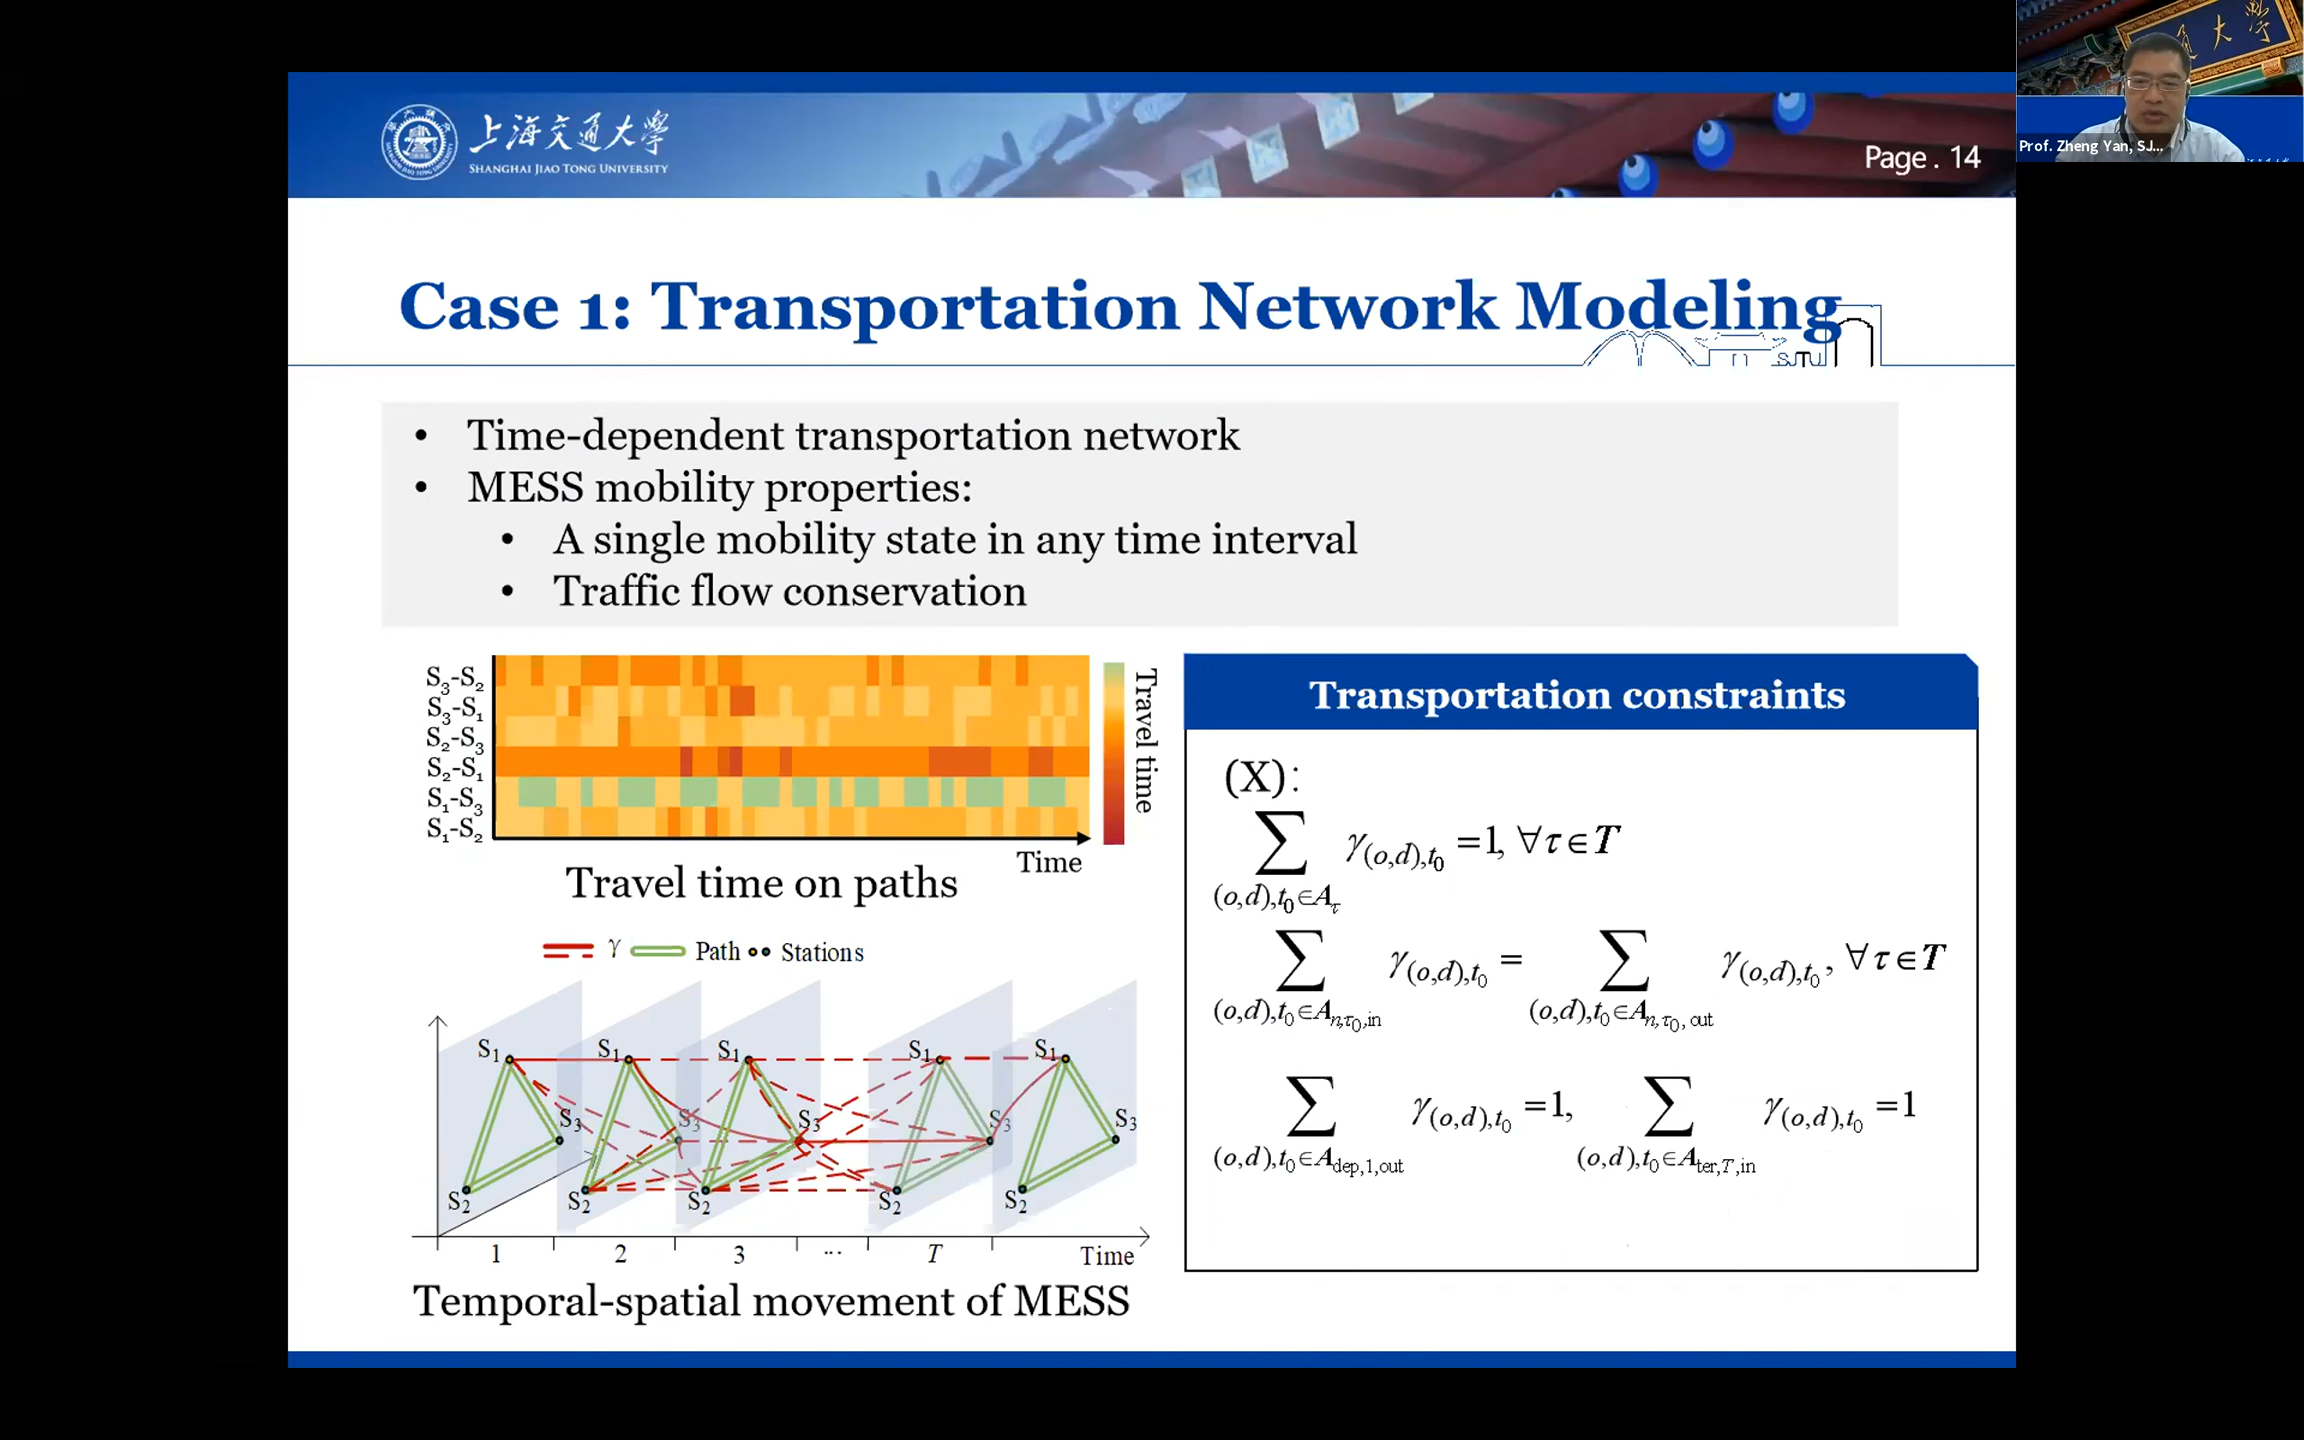 上海交通大學
SHANGHAI JIAO TONG UNIVERSITY
Page . 14
通大學
Prof. Zheng Yan, SJ...
Case 1: Transportation Network Modeling
SJTU
• Time-dependent transportation network
• MESS mobility properties:
• A single mobility state in any time interval
• Traffic flow conservation
S₃-S₂
S₃-S₁
S₂-S₃
S₂-S₁
S₁-S₃
S₁-S₂
Travel time
Time
Travel time on paths
γ Path Stations
S₁ S₁ S₁ S₁ S₁
S₃ S₃ S₃ S₃ S₃
S₂ S₂ S₂ S₂ S₂
1 2 3 ... T Time
Temporal-spatial movement of MESS
Transportation constraints
(X):
∑ γ(o,d),t₀ =1, ∀τ∈T
(o,d),t₀∈Aτ
∑ γ(o,d),t₀ = ∑ γ(o,d),t₀, ∀τ∈T
(o,d),t₀∈An,τ₀,in (o,d),t₀∈An,τ₀,out
∑ γ(o,d),t₀ =1, ∑ γ(o,d),t₀ =1
(o,d),t₀∈Adep,1,out (o,d),t₀∈Ater,T,in